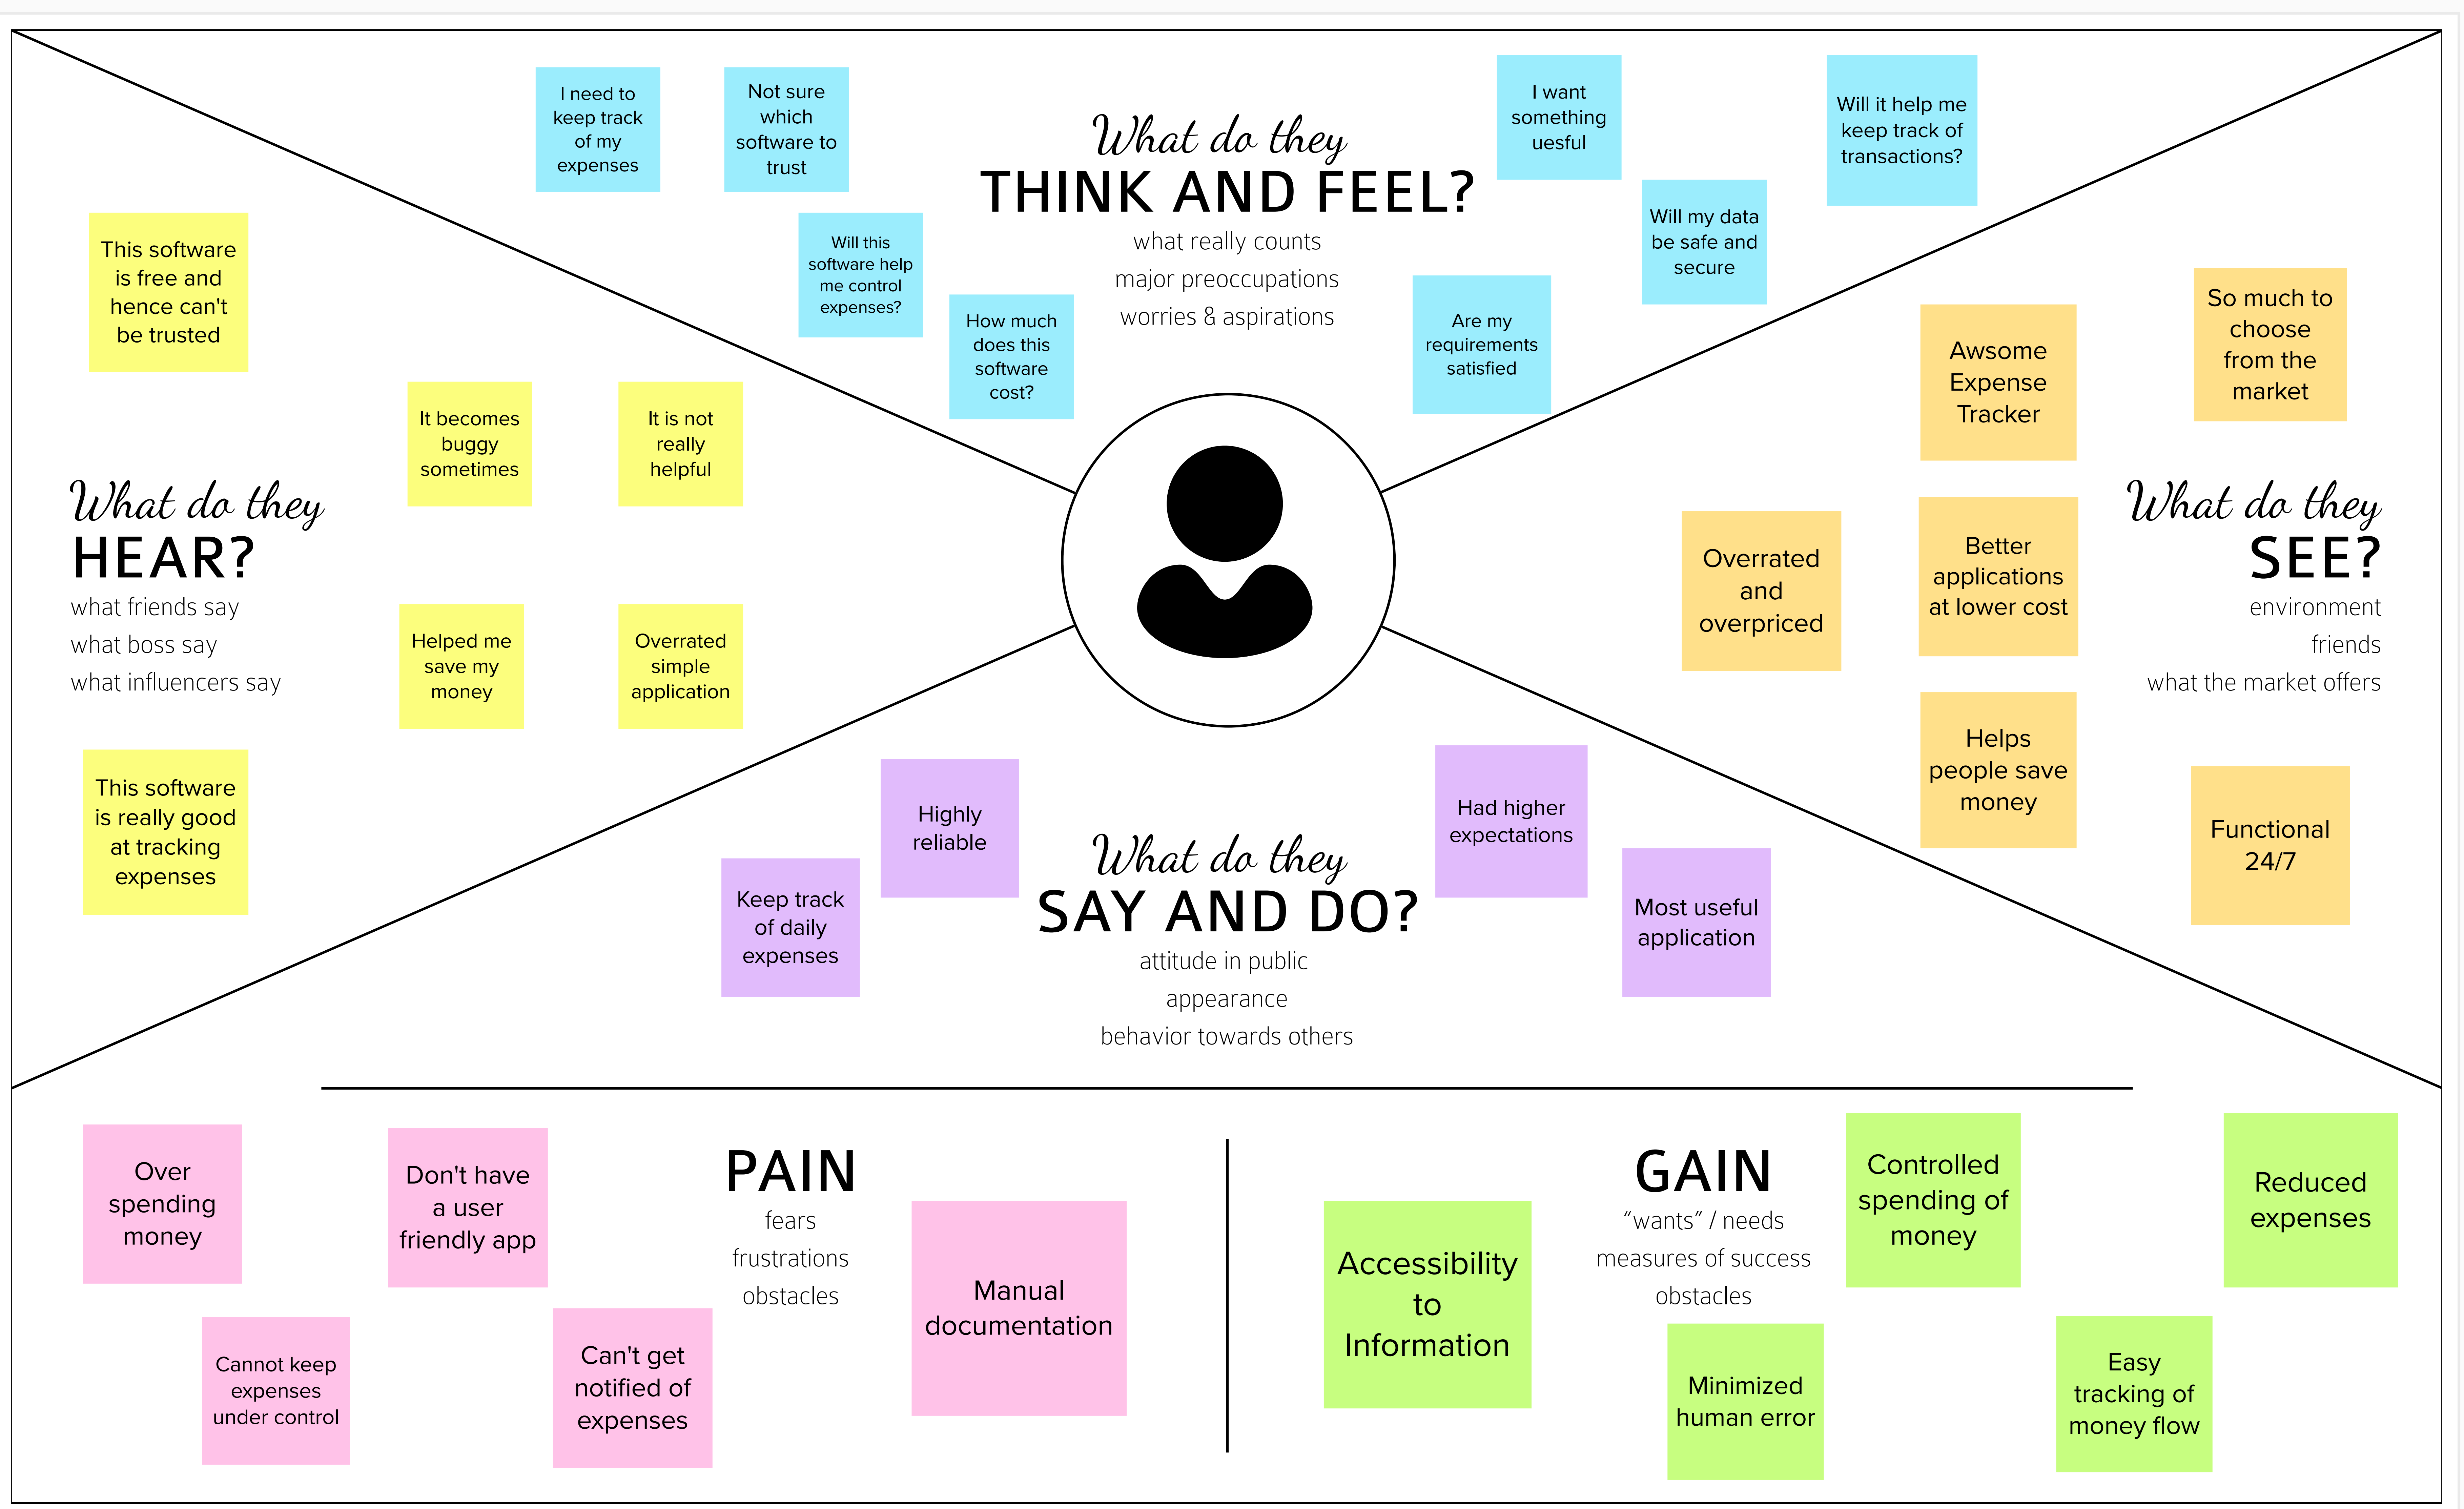 I need to
keep track
of my
expenses
Not sure
which
software to
trust
Will this
software help
me control
expenses?
How much
does this
software
cost?
What do they
THINK AND FEEL?
what really counts
major preoccupations
worries & aspirations
I want
something
uesful
Will it help me
keep track of
transactions?
Will my data
be safe and
secure
Are my
requirements
satisfied
This software
is free and
hence can't
be trusted
It becomes
buggy
sometimes
It is not
really
helpful
What do they
HEAR?
what friends say
what boss say
what influencers say
Helped me
save my
money
Overrated
simple
application
This software
is really good
at tracking
expenses
So much to
choose
from the
market
Awsome
Expense
Tracker
Overrated
and
overpriced
Better
applications
at lower cost
What do they
SEE?
environment
friends
what the market offers
Helps
people save
money
Functional
24/7
Highly
reliable
Keep track
of daily
expenses
What do they
SAY AND DO?
attitude in public
appearance
behavior towards others
Had higher
expectations
Most useful
application
Over
spending
money
Don't have
a user
friendly app
Cannot keep
expenses
under control
Can't get
notified of
expenses
PAIN
fears
frustrations
obstacles
Manual
documentation
Accessibility
to
Information
GAIN
“wants” / needs
measures of success
obstacles
Controlled
spending of
money
Reduced
expenses
Minimized
human error
Easy
tracking of
money flow